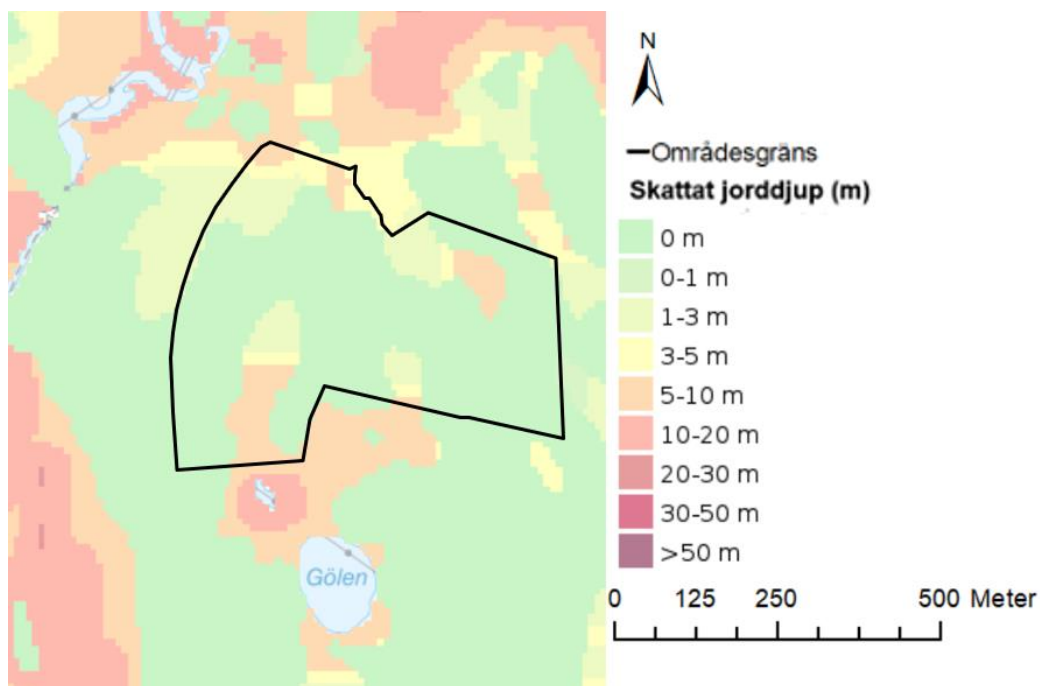 N
Områdesgräns
Skattat jorddjup (m)
0 m
0-1 m
1-3 m
3-5 m
5-10 m
10-20 m
20-30 m
30-50 m
>50 m
0 125 250 500 Meter
Gölen